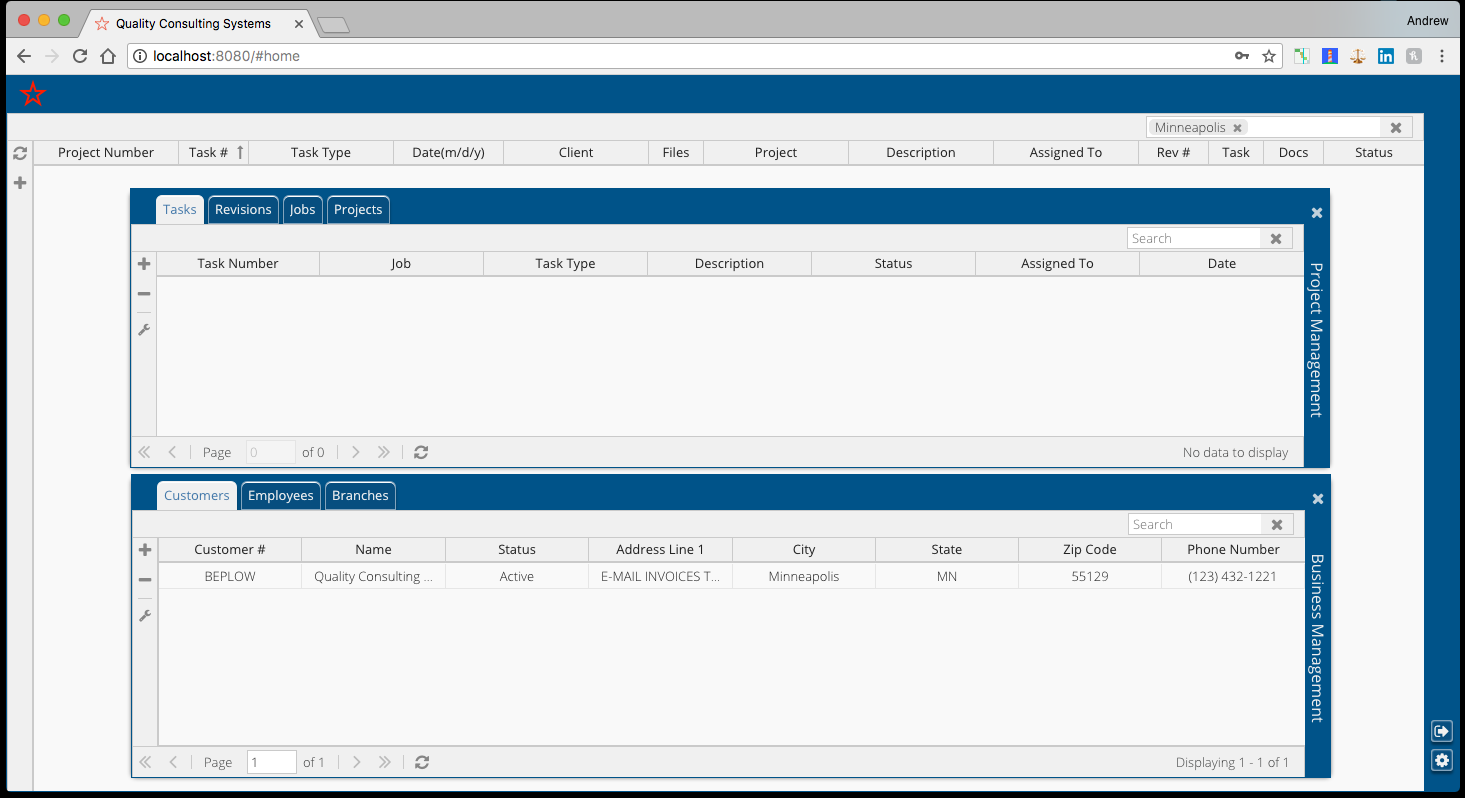 Quality Consulting Systems
Andrew
localhost:8080/#home
Minneapolis
Project Number Task # Task Type Date(m/d/y) Client Files Project Description Assigned To Rev # Task Docs Status
Tasks Revisions Jobs Projects
Search
Task Number Job Task Type Description Status Assigned To Date
Project Management
Page 0 of 0 No data to display
Customers Employees Branches
Search
Customer # Name Status Address Line 1 City State Zip Code Phone Number
BEPLOW Quality Consulting ... Active E-MAIL INVOICES T... Minneapolis MN 55129 (123) 432-1221
Business Management
Page 1 of 1 Displaying 1 - 1 of 1